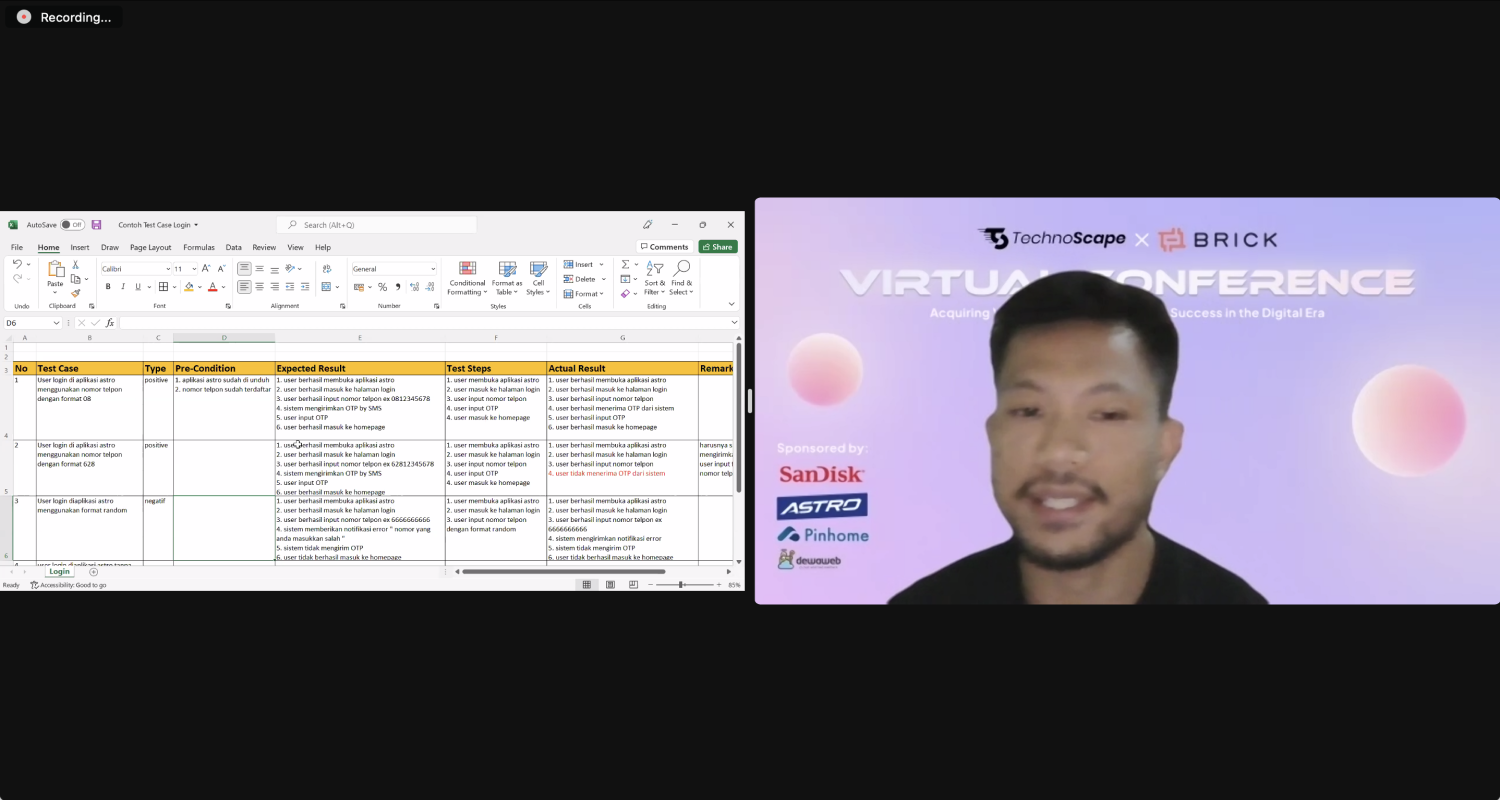 Recording...
AutoSave Off Contoh Test Case Login Search (Alt+Q)
File Home Insert Draw Page Layout Formulas Data Review View Help Comments Share
Paste
Calibri 11 A A
B I U A
General
Conditional Formatting
Format as Table
Cell Styles
Insert
Delete
Format
Sort & Filter
Find & Select
Undo Clipboard Font Alignment Number Styles Cells Editing
D6 fx
A B C D E F G
1
2
3
No Test Case Type Pre-Condition Expected Result Test Steps Actual Result Remark
4
1
User login di aplikasi astro
menggunakan nomor telpon
dengan format 08
positive
1. aplikasi astro sudah di unduh
2. nomor telpon sudah terdaftar
1. user berhasil membuka aplikasi astro
2. user berhasil masuk ke halaman login
3. user berhasil input nomor telpon ex 0812345678
4. sistem mengirimkan OTP by SMS
5. user input OTP
6. user berhasil masuk ke homepage
1. user membuka aplikasi astro
2. user masuk ke halaman login
3. user input nomor telpon
4. user input OTP
4. user masuk ke homepage
1. user berhasil membuka aplikasi astro
2. user berhasil masuk ke halaman login
3. user berhasil input nomor telpon
4. user berhasil menerima OTP dari sistem
5. user berhasil input OTP
6. user berhasil masuk ke homepage
5
2
User login di aplikasi astro
menggunakan nomor telpon
dengan format 628
positive
1. user berhasil membuka aplikasi astro
2. user berhasil masuk ke halaman login
3. user berhasil input nomor telpon ex 62812345678
4. sistem mengirimkan OTP by SMS
5. user input OTP
6. user berhasil masuk ke homepage
1. user membuka aplikasi astro
2. user masuk ke halaman login
3. user input nomor telpon
4. user input OTP
4. user masuk ke homepage
1. user berhasil membuka aplikasi astro
2. user berhasil masuk ke halaman login
3. user berhasil input nomor telpon
4. user tidak menerima OTP dari sistem
harusnya s
mengirimk
user input
nomor telp
6
3
User login diaplikasi astro
menggunakan format random
negatif
1. user berhasil membuka aplikasi astro
2. user berhasil masuk ke halaman login
3. user berhasil input nomor telpon ex 6666666666
4. sistem memberikan notifikasi error " nomor yang
anda masukkan salah "
5. sistem tidak mengirim OTP
6. user tidak berhasil masuk ke homepage
1. user membuka aplikasi astro
2. user masuk ke halaman login
3. user input nomor telpon
dengan format random
1. user berhasil membuka aplikasi astro
2. user berhasil masuk ke halaman login
3. user berhasil input nomor telpon ex
6666666666
4. sistem mengirimkan notifikasi error
5. sistem tidak mengirim OTP
6. user tidak berhasil masuk ke homepage
Login
Ready Accessibility: Good to go 85%
TechnoScape X BRICK
VIRTUAL CONFERENCE
Acquiring Success in the Digital Era
Sponsored by:
SanDisk
ASTRO
Pinhome
dewaweb